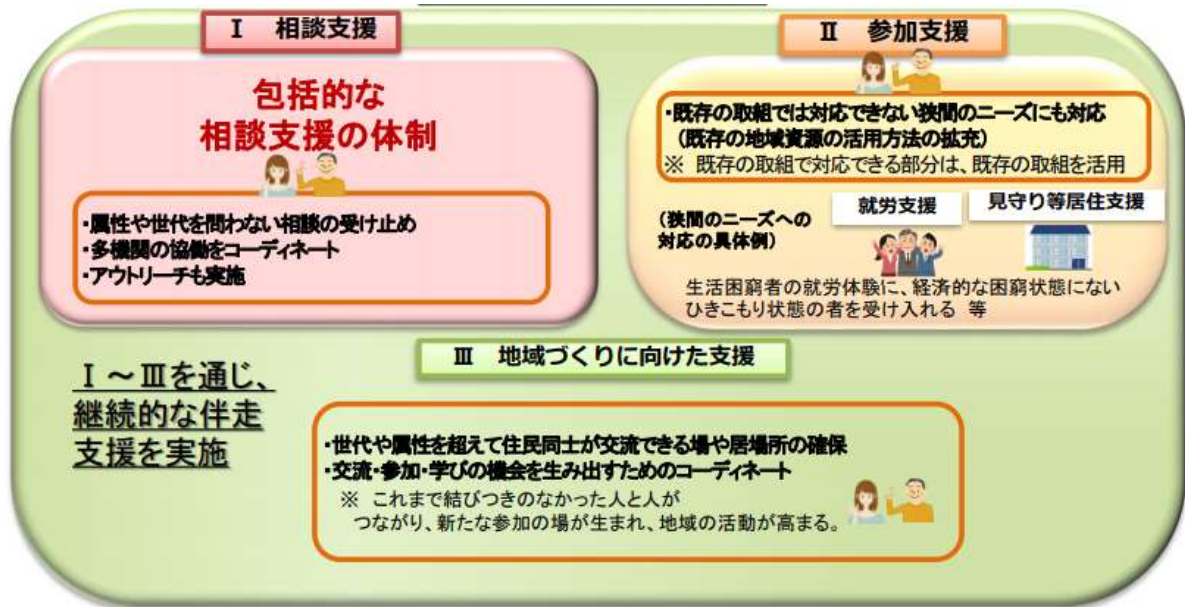 Ⅰ 相談支援
包括的な
相談支援の体制
・属性や世代を問わない相談の受け止め
・多機関の協働をコーディネート
・アウトリーチも実施
Ⅱ 参加支援
・既存の取組では対応できない狭間のニーズにも対応
(既存の地域資源の活用方法の拡充)
※ 既存の取組で対応できる部分は、既存の取組を活用
(狭間のニーズへの
対応の具体例)
就労支援
見守り等居住支援
生活困窮者の就労体験に、経済的な困窮状態にない
ひきこもり状態の者を受け入れる 等
Ⅲ 地域づくりに向けた支援
Ⅰ~Ⅲを通じ、
継続的な伴走
支援を実施
・世代や属性を超えて住民同士が交流できる場や居場所の確保
・交流・参加・学びの機会を生み出すためのコーディネート
※ これまで結びつきのなかった人と人が
つながり、新たな参加の場が生まれ、地域の活動が高まる。